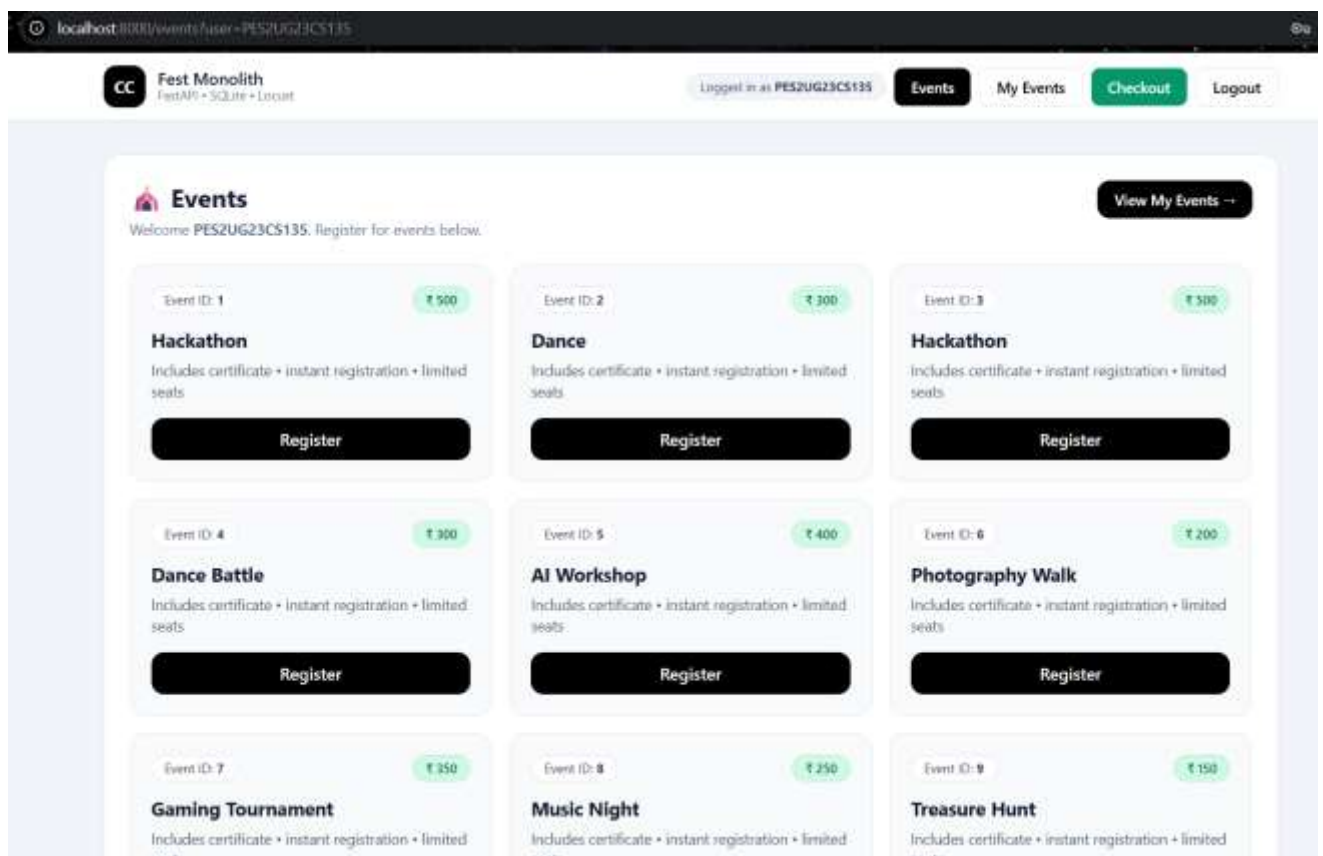 localhost:8000/events?user=PES2UG23CS135
CC
Fest Monolith
FastAPI • SQLite • Locust
Logged in as PES2UG23CS135
Events
My Events
Checkout
Logout
Events
View My Events →
Welcome PES2UG23CS135. Register for events below.
Event ID: 1
₹ 500
Hackathon
Includes certificate • instant registration • limited
seats
Register
Event ID: 2
₹ 300
Dance
Includes certificate • instant registration • limited
seats
Register
Event ID: 3
₹ 500
Hackathon
Includes certificate • instant registration • limited
seats
Register
Event ID: 4
₹ 300
Dance Battle
Includes certificate • instant registration • limited
seats
Register
Event ID: 5
₹ 400
AI Workshop
Includes certificate • instant registration • limited
seats
Register
Event ID: 6
₹ 200
Photography Walk
Includes certificate • instant registration • limited
seats
Register
Event ID: 7
₹ 350
Gaming Tournament
Includes certificate • instant registration • limited
Event ID: 8
₹ 250
Music Night
Includes certificate • instant registration • limited
Event ID: 9
₹ 150
Treasure Hunt
Includes certificate • instant registration • limited